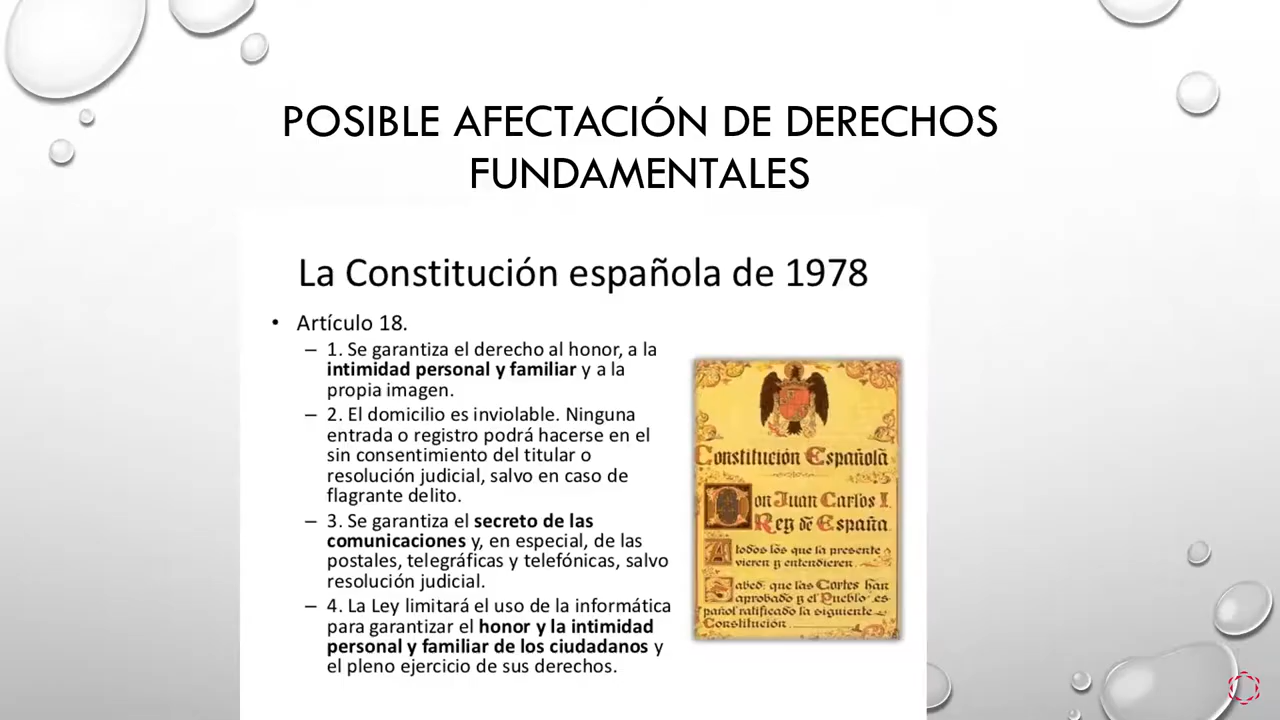 POSIBLE AFECTACIÓN DE DERECHOS
FUNDAMENTALES
La Constitución española de 1978
• Artículo 18.
– 1. Se garantiza el derecho al honor, a la
intimidad personal y familiar y a la
propia imagen.
– 2. El domicilio es inviolable. Ninguna
entrada o registro podrá hacerse en el
sin consentimiento del titular o
resolución judicial, salvo en caso de
flagrante delito.
– 3. Se garantiza el secreto de las
comunicaciones y, en especial, de las
postales, telegráficas y telefónicas, salvo
resolución judicial.
– 4. La Ley limitará el uso de la informática
para garantizar el honor y la intimidad
personal y familiar de los ciudadanos y
el pleno ejercicio de sus derechos.
Constitución Española
Don Juan Carlos I.
Rey de España.
A todos los que la presente
vieren y entendieren.
Sabed: que las Cortes han
aprobado y el Pueblo es-
pañol ratificado la siguiente
Constitución.